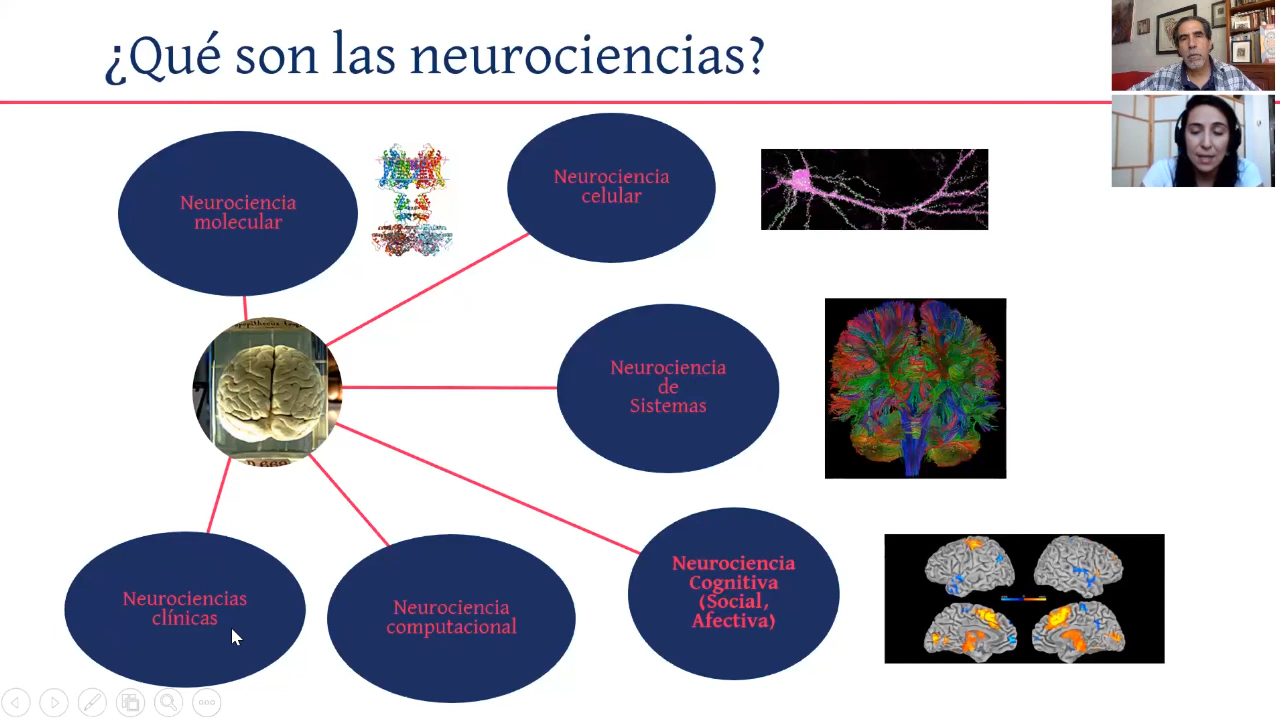 ¿Qué son las neurociencias?
Neurociencia
molecular
Neurociencia
celular
Neurociencia
de
Sistemas
Neurociencia
Cognitiva
(Social,
Afectiva)
Neurociencia
computacional
Neurociencias
clínicas